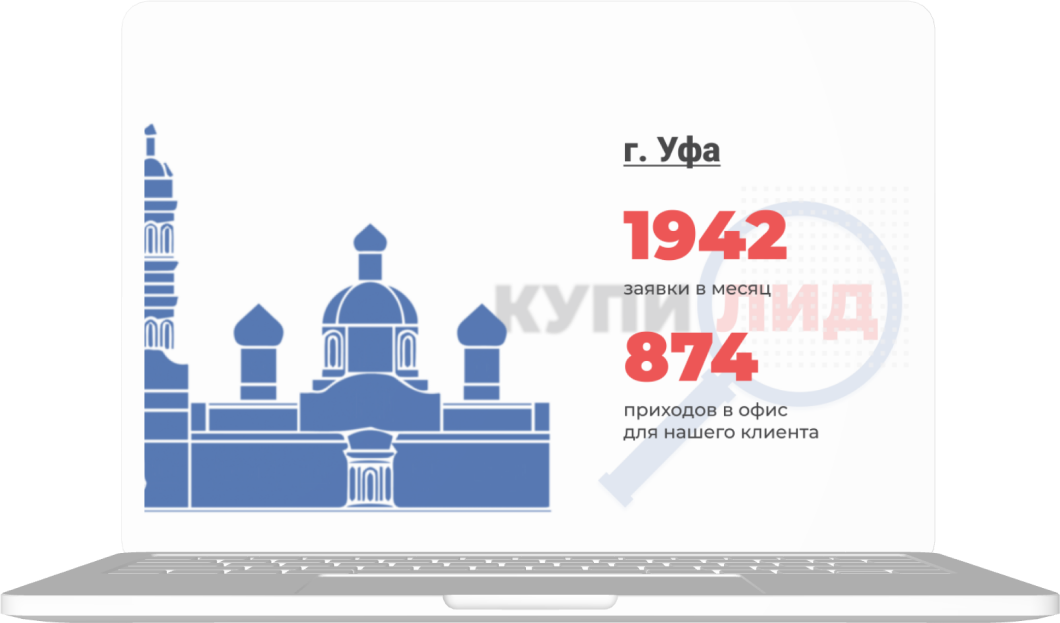 г. Уфа
1942
заявки в месяц
КУПИ ЛИД
874
приходов в офис
для нашего клиента